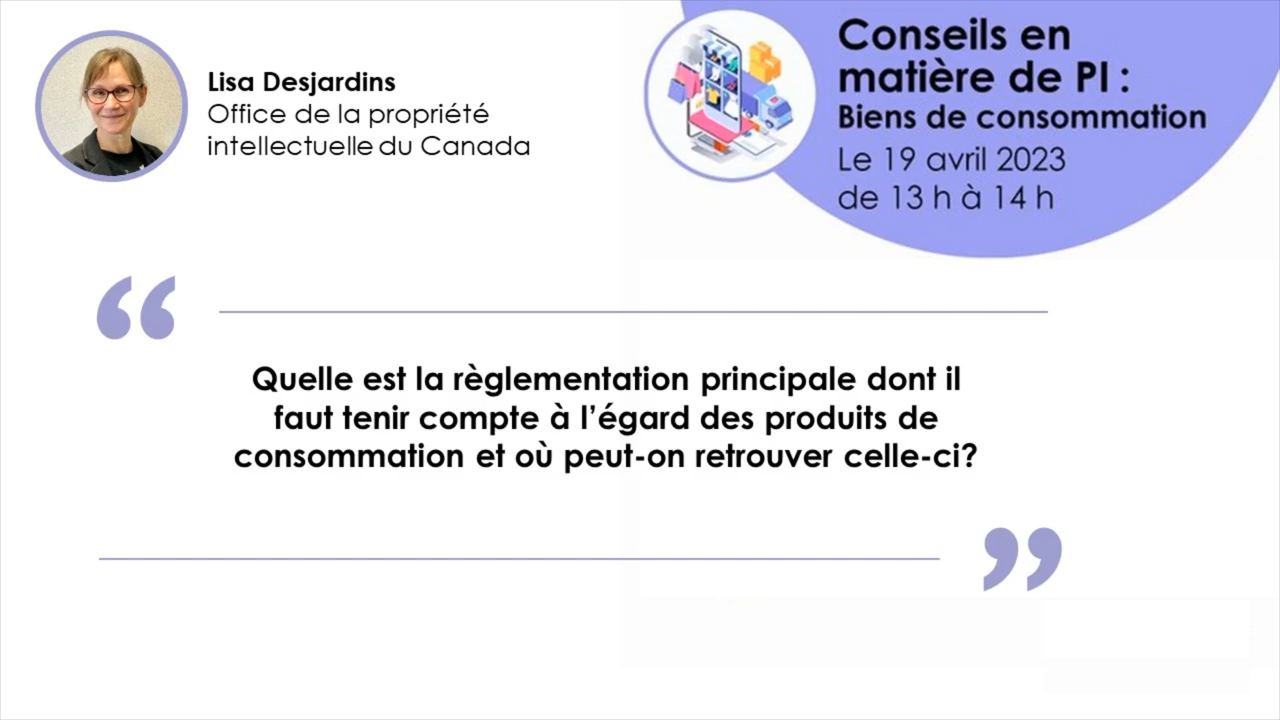 Lisa Desjardins
Office de la propriété
intellectuelle du Canada
Conseils en
matière de PI :
Biens de consommation
Le 19 avril 2023
de 13 h à 14 h
“
Quelle est la règlementation principale dont il
faut tenir compte à l’égard des produits de
consommation et où peut-on retrouver celle-ci?
”